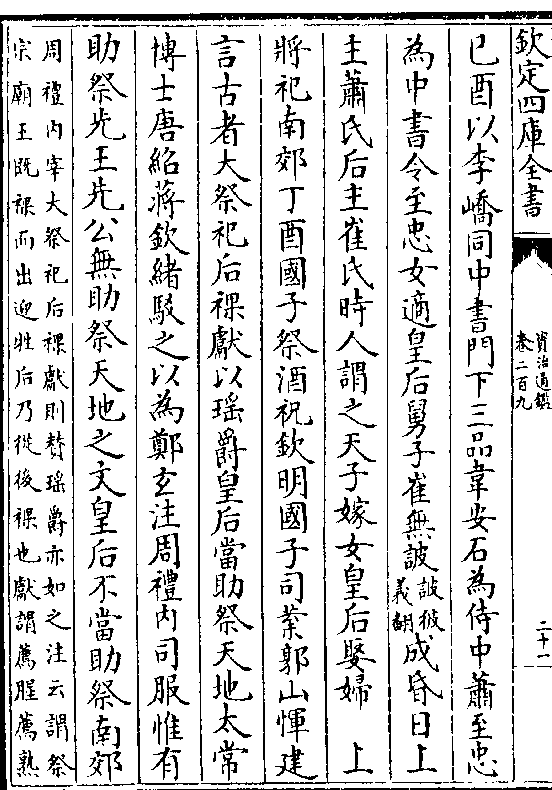 欽定四庫全書
資治通鑑
卷二百九
二十一
己酉以李嶠同中書門下三品韋安石為侍中蕭至忠
為中書令至忠女適皇后舅子崔無詖
詖彼
義翻
成昏日上
主蕭氏后主崔氏時人謂之天子嫁女皇后娶婦　上
將祀南郊丁酉國子祭酒祝欽明國子司業郭山惲建
言古者大祭祀后祼獻以瑶爵皇后當助祭天地太常
博士唐紹蔣欽緒駁之以為鄭玄注周禮内司服惟有
助祭先王先公無助祭天地之文皇后不當助祭南郊
周禮内宰大祭祀后祼獻則賛瑶爵亦如之注云謂祭
宗廟王既祼而出迎牲后乃從後祼也獻謂薦腥薦熟